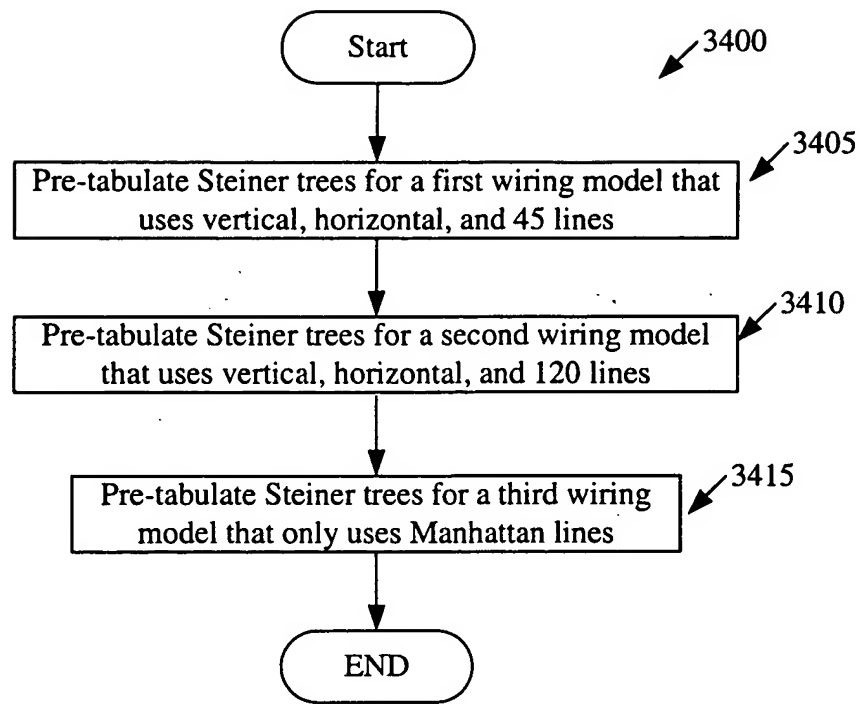 Start
3400
3405
Pre-tabulate Steiner trees for a first wiring model that
uses vertical, horizontal, and 45 lines
3410
Pre-tabulate Steiner trees for a second wiring model
that uses vertical, horizontal, and 120 lines
3415
Pre-tabulate Steiner trees for a third wiring
model that only uses Manhattan lines
END